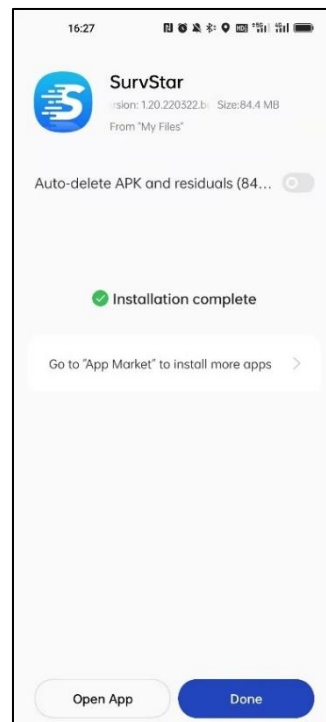 16:27
SurvStar
rsion: 1.20.220322.b Size:84.4 MB
From "My Files"
Auto-delete APK and residuals (84...
Installation complete
Go to "App Market" to install more apps
Open App
Done